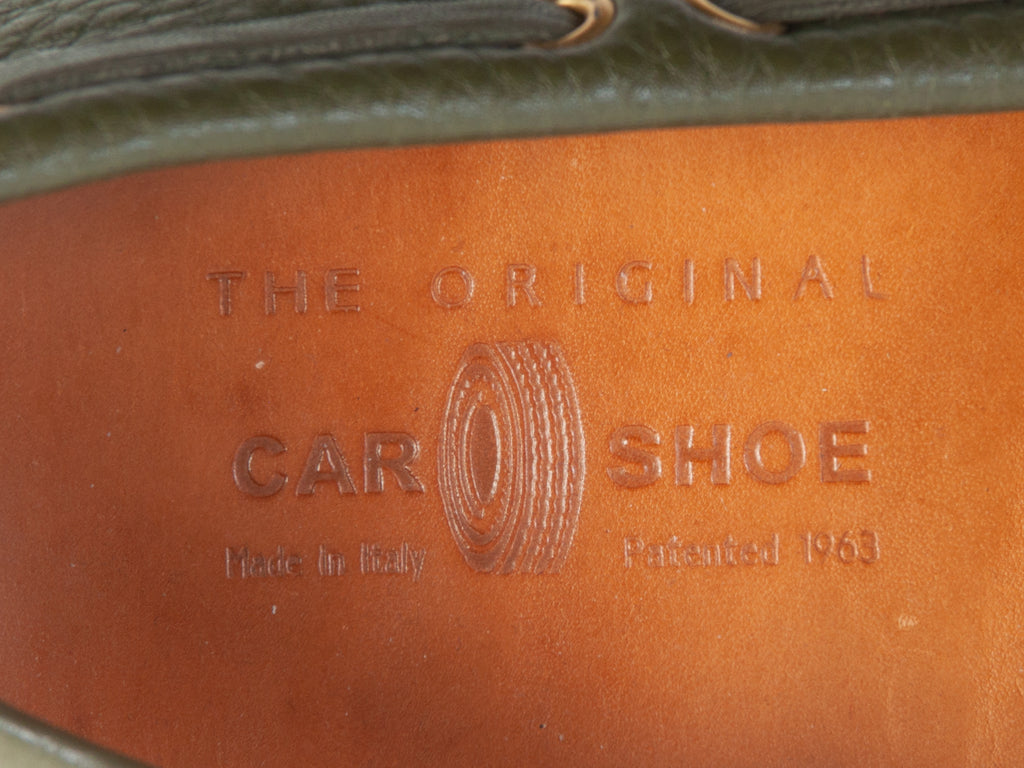 THE ORIGINAL
CAR SHOE
Made in Italy Patented 1963